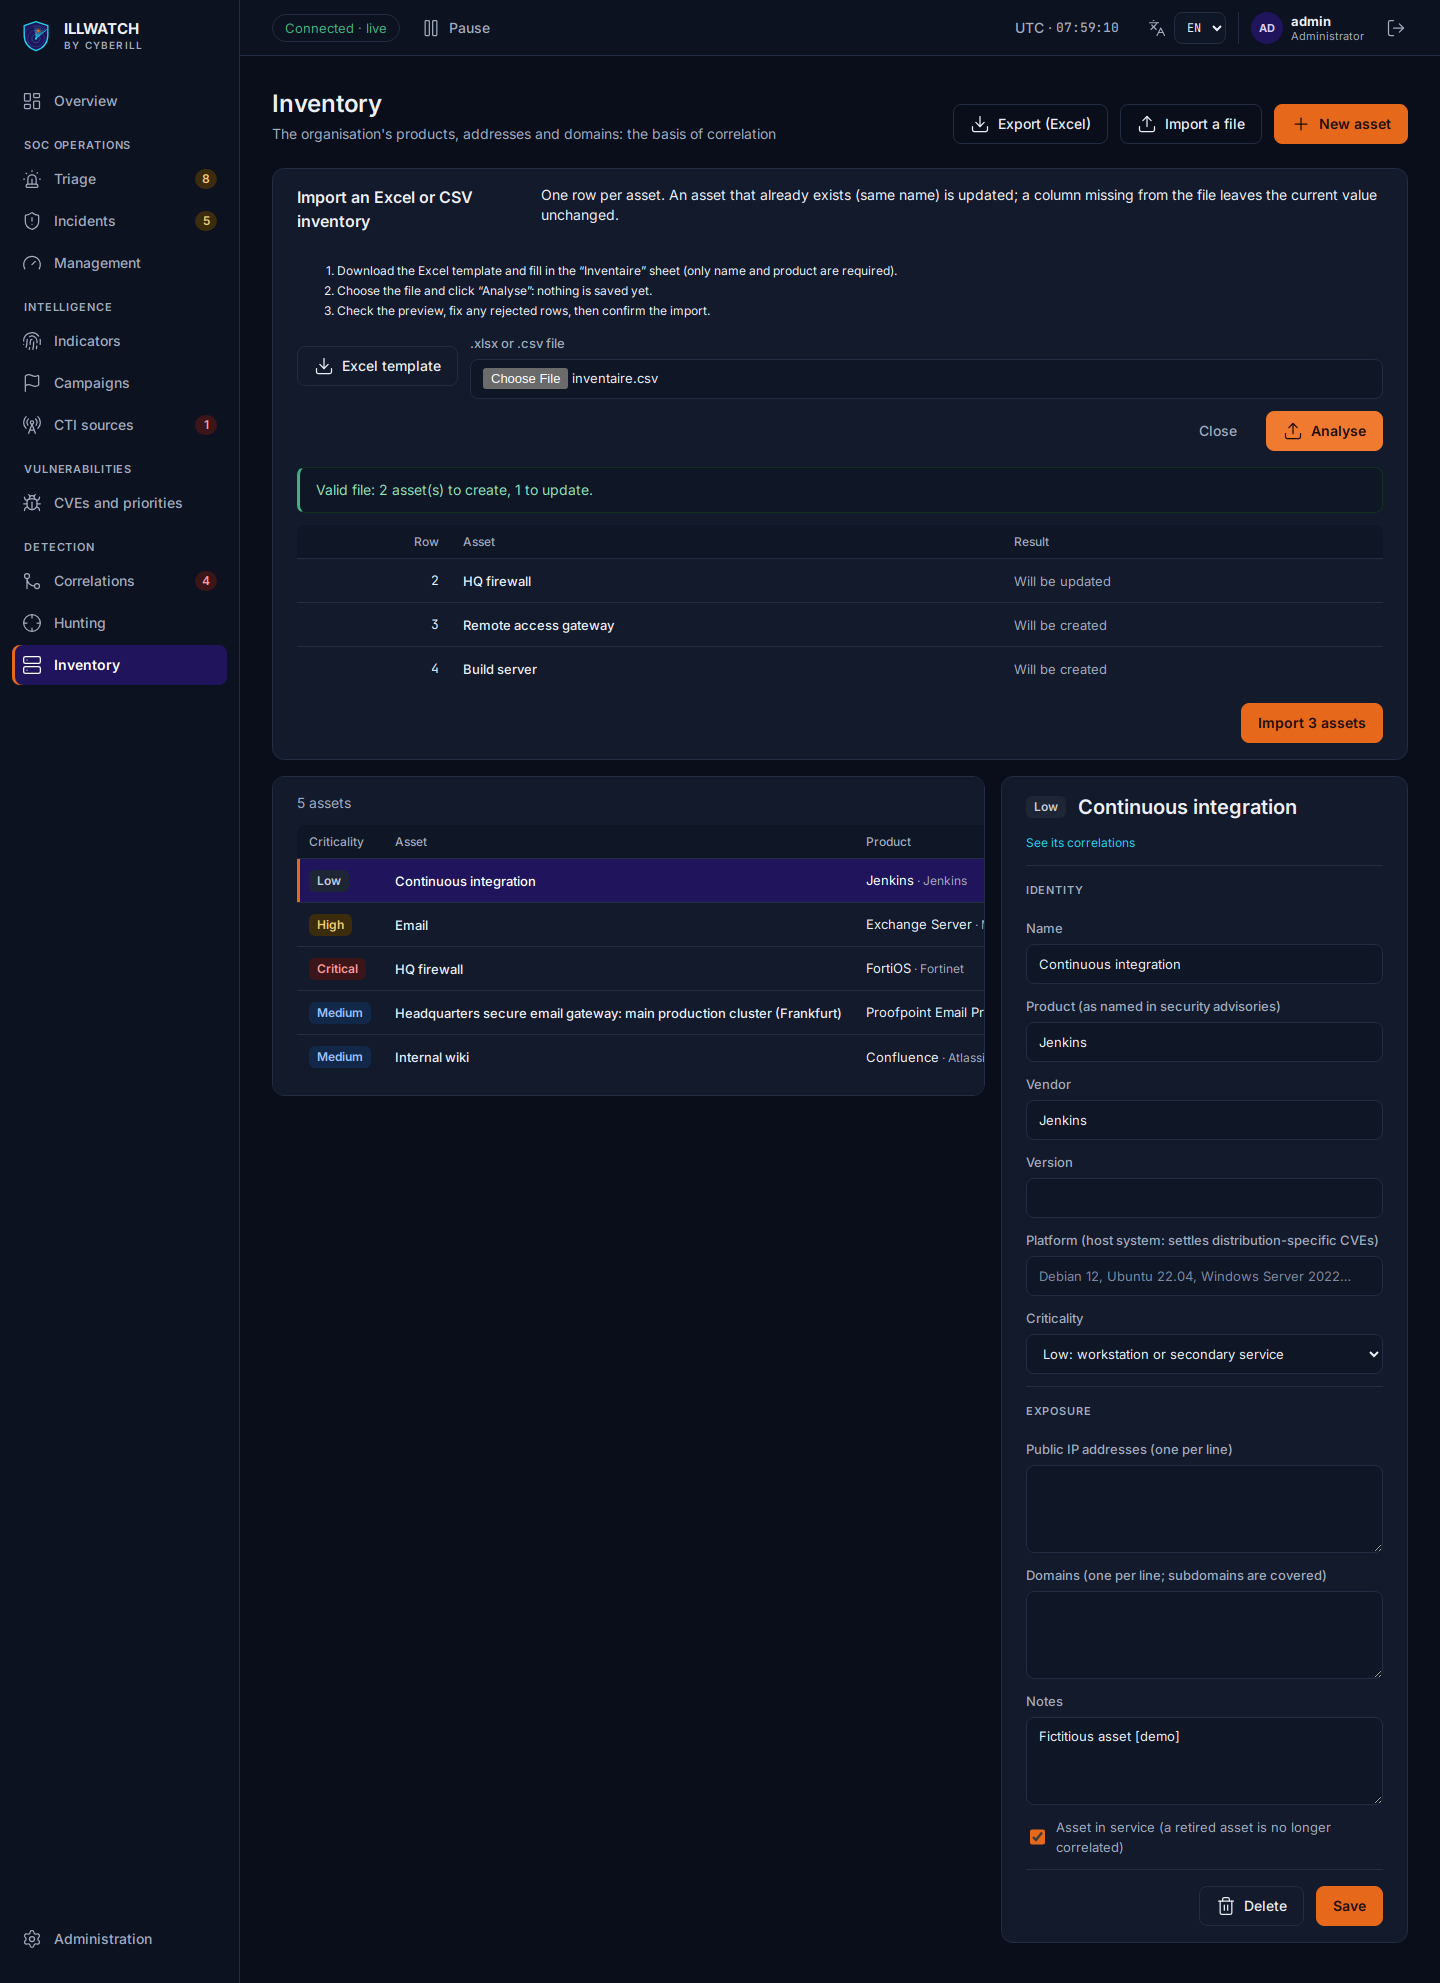 ILLWATCH
BY CYBERILL
Overview
SOC OPERATIONS
Triage 8
Incidents 5
Management
INTELLIGENCE
Indicators
Campaigns
CTI sources 1
VULNERABILITIES
CVEs and priorities
DETECTION
Correlations 4
Hunting
Inventory
Administration
Connected · live
Pause
UTC · 07:59:10
EN
AD
admin
Administrator
Inventory
The organisation's products, addresses and domains: the basis of correlation
Export (Excel)
Import a file
New asset
Import an Excel or CSV
inventory
One row per asset. An asset that already exists (same name) is updated; a column missing from the file leaves the current value
unchanged.
1. Download the Excel template and fill in the “Inventaire” sheet (only name and product are required).
2. Choose the file and click “Analyse”: nothing is saved yet.
3. Check the preview, fix any rejected rows, then confirm the import.
Excel template
.xlsx or .csv file
Choose File inventaire.csv
Close
Analyse
Valid file: 2 asset(s) to create, 1 to update.
Row Asset Result
2 HQ firewall Will be updated
3 Remote access gateway Will be created
4 Build server Will be created
Import 3 assets
5 assets
Criticality Asset Product
Low Continuous integration Jenkins · Jenkins
High Email Exchange Server ·
Critical HQ firewall FortiOS · Fortinet
Medium Headquarters secure email gateway: main production cluster (Frankfurt) Proofpoint Email Pr
Medium Internal wiki Confluence · Atlassi
Low Continuous integration
See its correlations
IDENTITY
Name
Continuous integration
Product (as named in security advisories)
Jenkins
Vendor
Jenkins
Version
Platform (host system: settles distribution-specific CVEs)
Debian 12, Ubuntu 22.04, Windows Server 2022...
Criticality
Low: workstation or secondary service
EXPOSURE
Public IP addresses (one per line)
Domains (one per line; subdomains are covered)
Notes
Fictitious asset [demo]
Asset in service (a retired asset is no longer
correlated)
Delete
Save